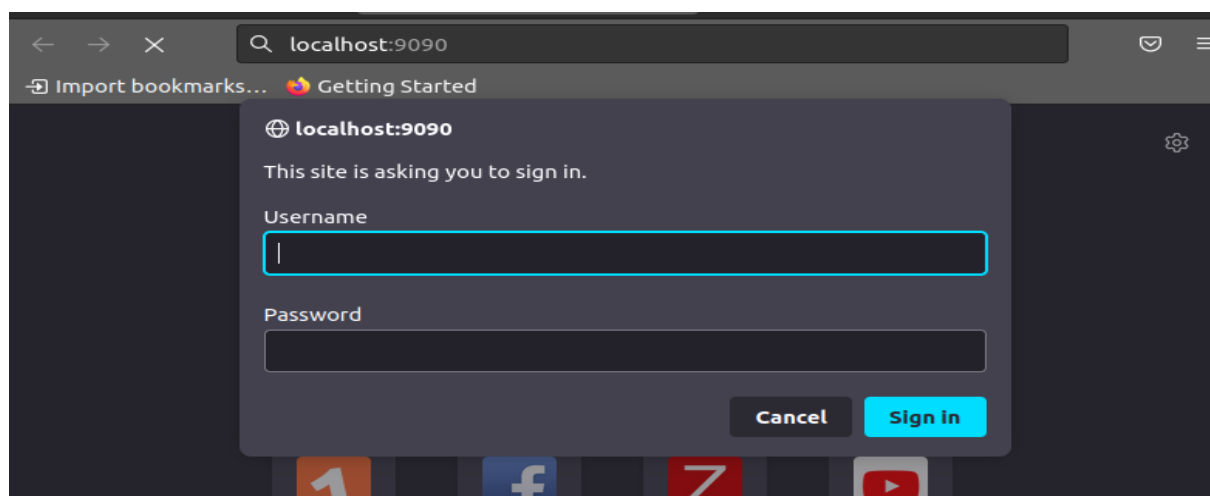 localhost:9090
Import bookmarks... Getting Started
localhost:9090
This site is asking you to sign in.
Username
Password
Cancel Sign in